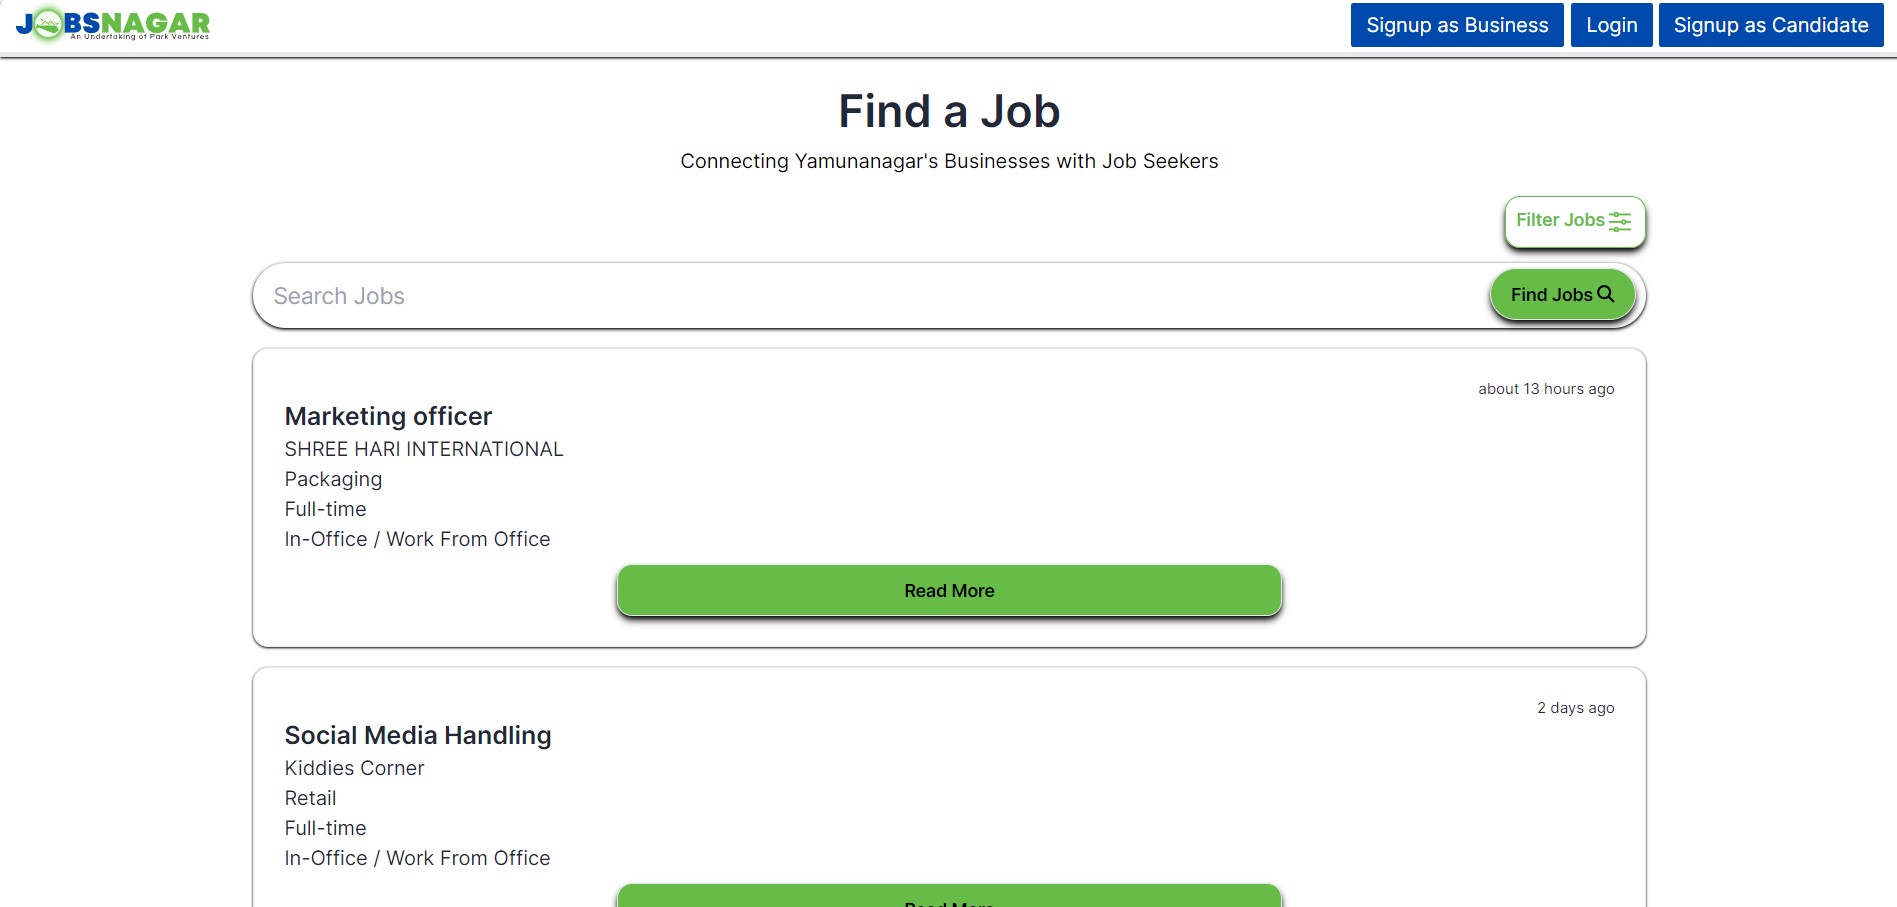 JOBSNAGAR
An Undertaking of Park Ventures
Signup as Business
Login
Signup as Candidate
Find a Job
Connecting Yamunanagar's Businesses with Job Seekers
Filter Jobs
Search Jobs
Find Jobs
about 13 hours ago
Marketing officer
SHREE HARI INTERNATIONAL
Packaging
Full-time
In-Office / Work From Office
Read More
2 days ago
Social Media Handling
Kiddies Corner
Retail
Full-time
In-Office / Work From Office
Read More